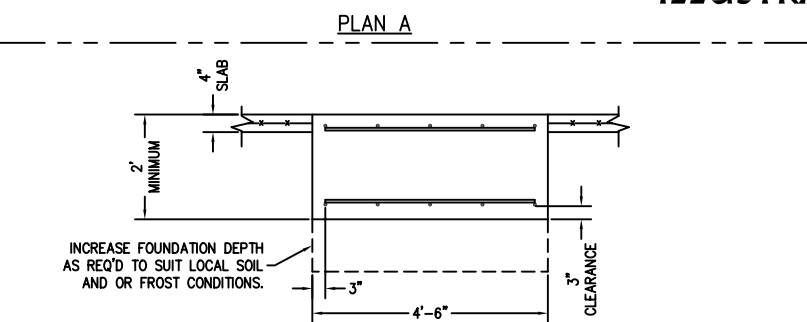 PLAN A
4"
SLAB
2'
MINIMUM
INCREASE FOUNDATION DEPTH
AS REQ'D TO SUIT LOCAL SOIL
AND OR FROST CONDITIONS.
3"
4'-6"
3"
CLEARANCE